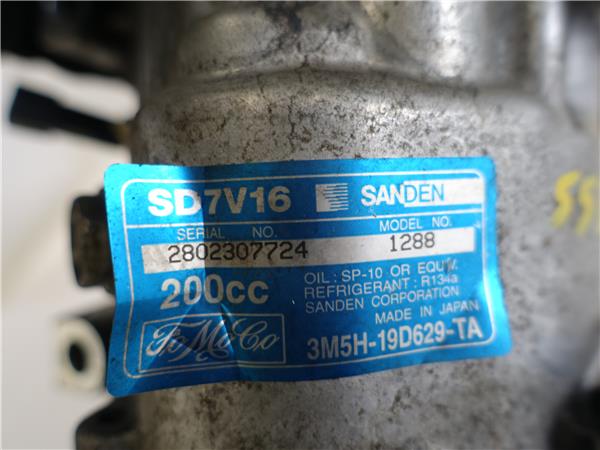 SD7V16 SANDEN
SERIAL NO. MODEL NO.
2802307724 1288
200cc
OIL: SP-10 OR EQUIV.
REFRIGERANT: R134a
SANDEN CORPORATION
MADE IN JAPAN
FoMoCo
3M5H-19D629-TA